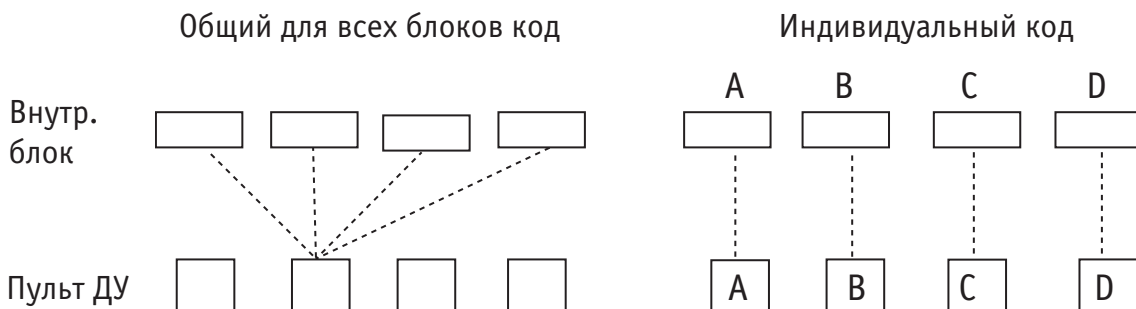 Общий для всех блоков код
Индивидуальный код
A B C D
Внутр.
блок
Пульт ДУ
A B C D